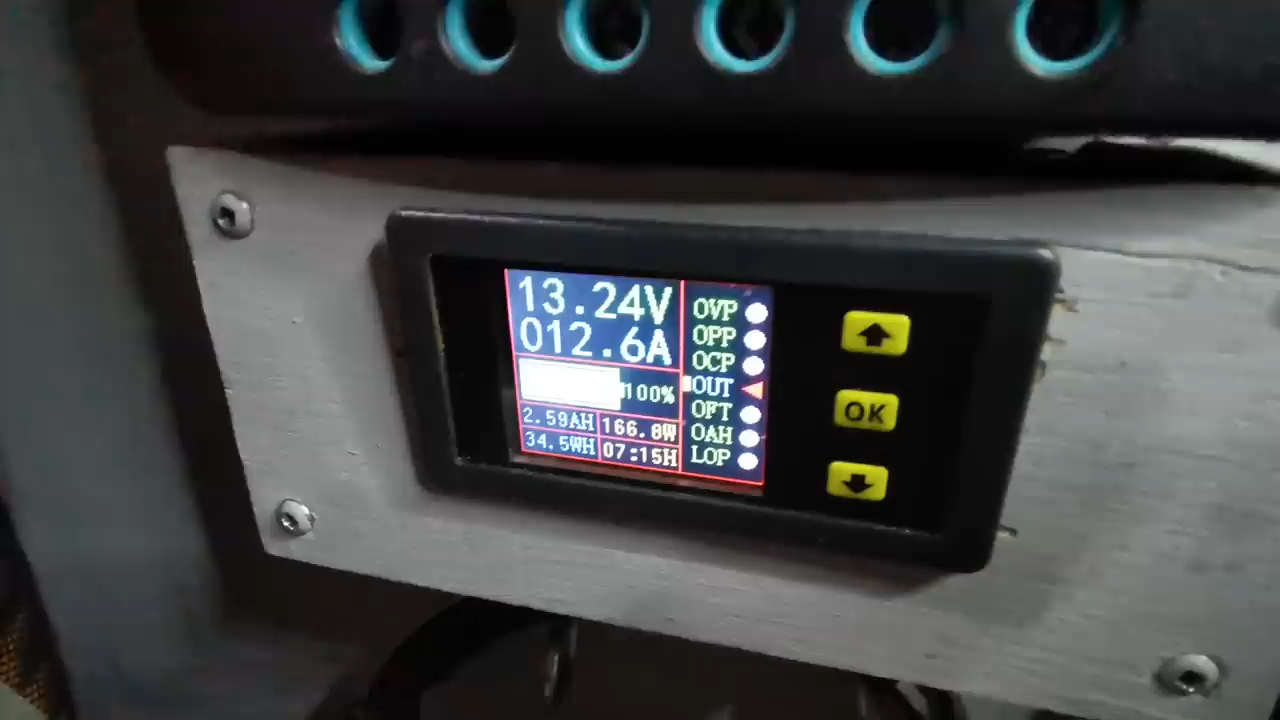 13.24V
012.6A
100%
2.59AH 166.8W
34.5WH 07:15H
OVP
OPP
OCP
OUT
OFT
OAH
LOP
OK